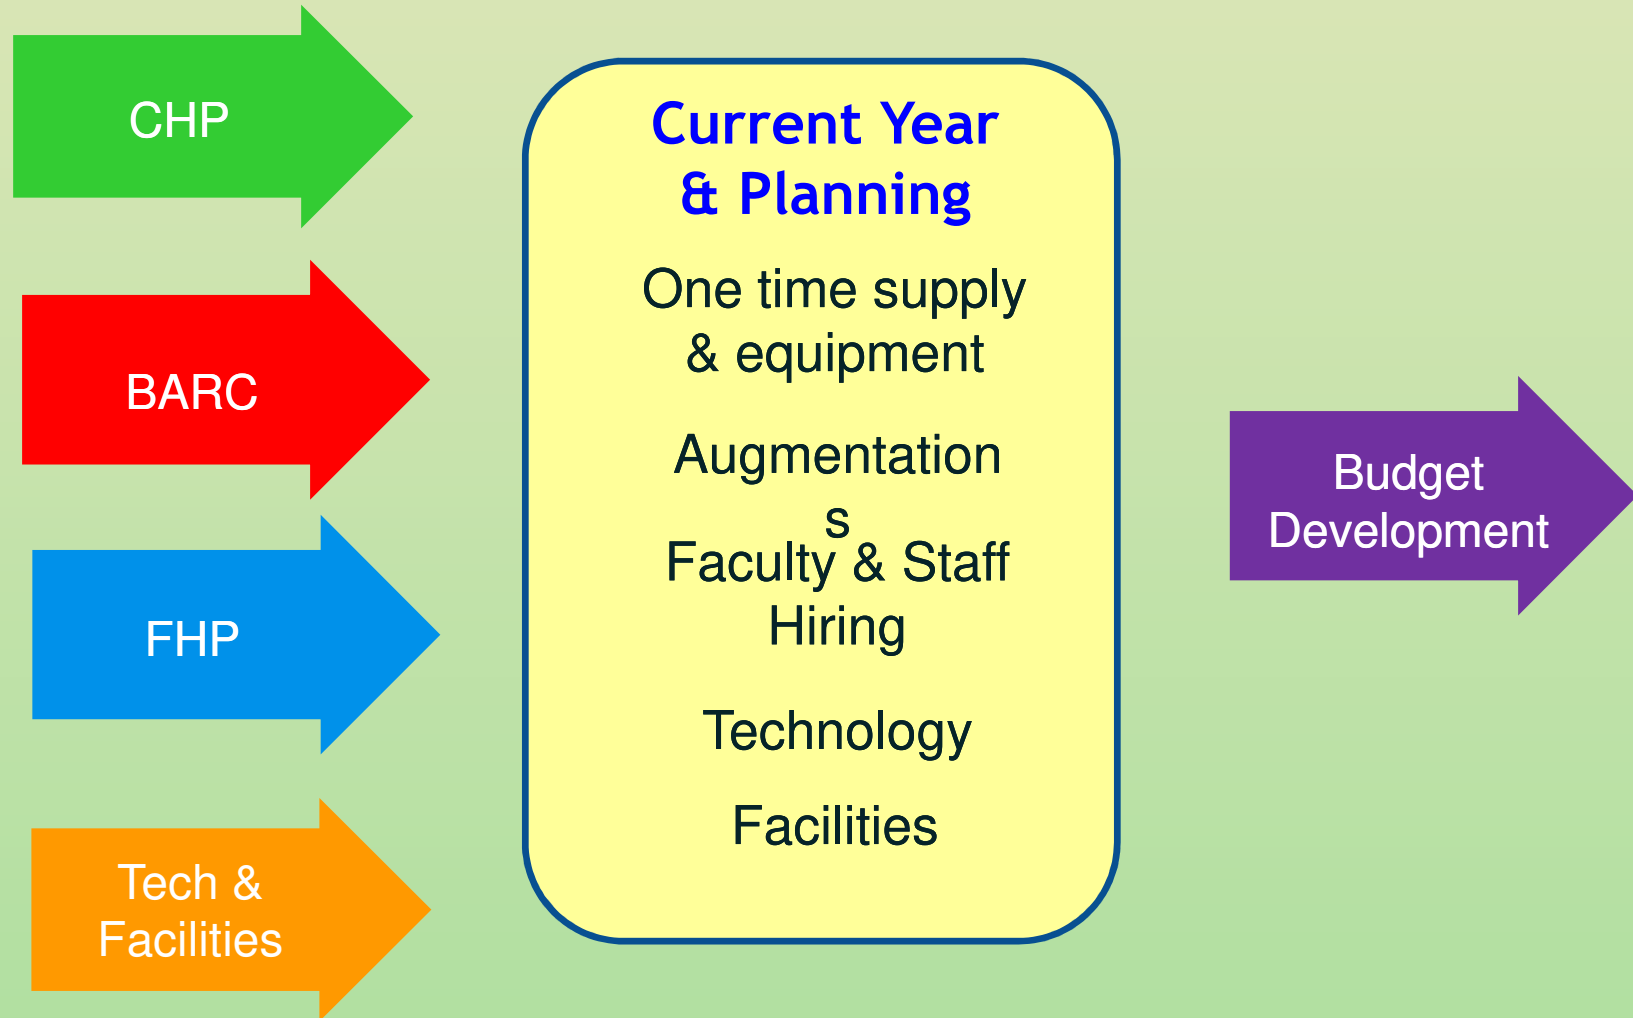 CHP
BARC
FHP
Tech &
Facilities
Current Year
& Planning
One time supply
& equipment
Augmentation
s
Faculty & Staff
Hiring
Technology
Facilities
Budget
Development